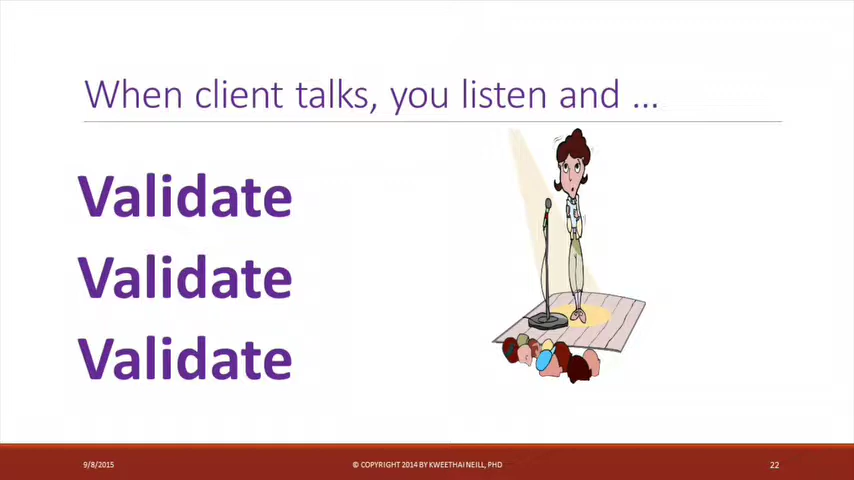 When client talks, you listen and ...
Validate
Validate
Validate
9/8/2015
© COPYRIGHT 2014 BY KWEETHAI NEILL, PHD
22